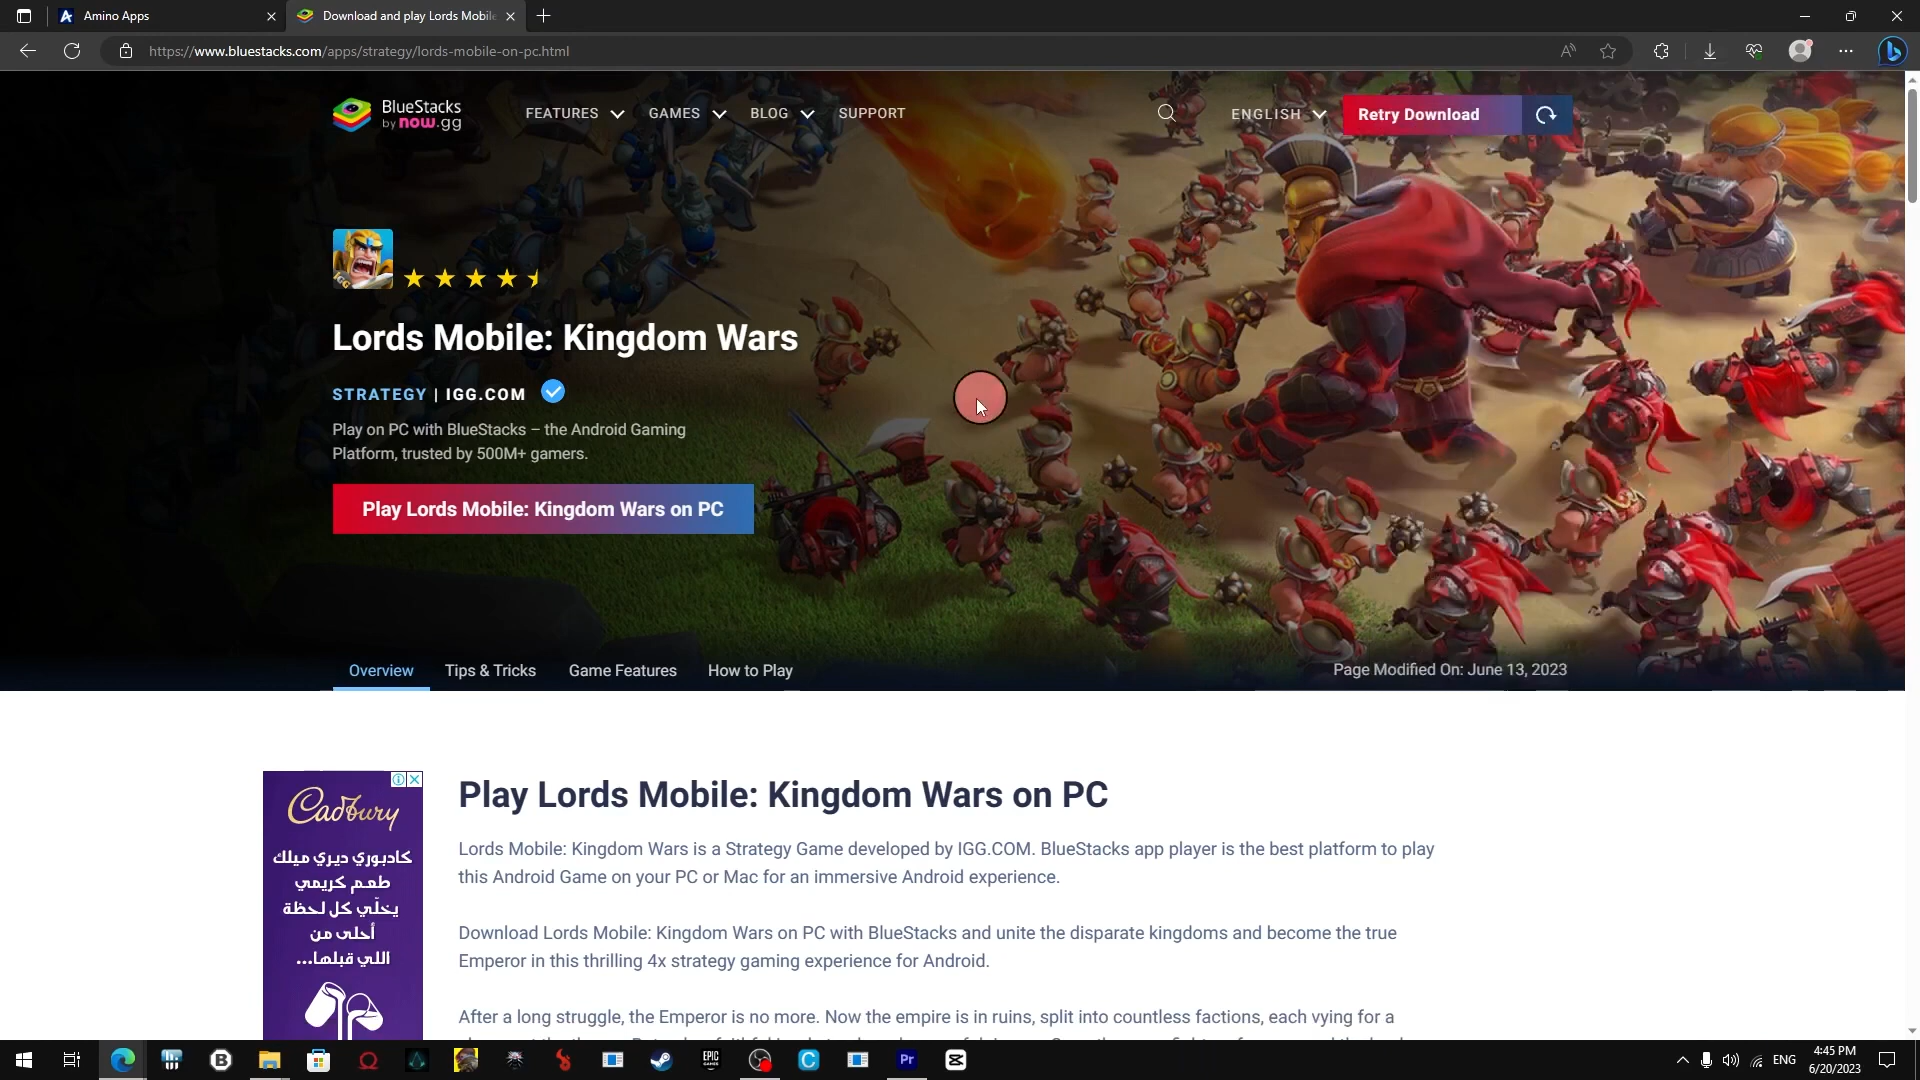 Amino Apps
Download and play Lords Mobile
https://www.bluestacks.com/apps/strategy/lords-mobile-on-pc.html
BlueStacks
by now.gg
FEATURES
GAMES
BLOG
SUPPORT
ENGLISH
Retry Download
IGG
Lords Mobile: Kingdom Wars
STRATEGY | IGG.COM
Play on PC with BlueStacks – the Android Gaming
Platform, trusted by 500M+ gamers.
Play Lords Mobile: Kingdom Wars on PC
Overview
Tips & Tricks
Game Features
How to Play
Page Modified On: June 13, 2023
Cadbury
كادبوري ديري ميلك
طعم كريمي
يخلّي كل لحظة
أحلى من
اللي قبلها...
Play Lords Mobile: Kingdom Wars on PC
Lords Mobile: Kingdom Wars is a Strategy Game developed by IGG.COM. BlueStacks app player is the best platform to play
this Android Game on your PC or Mac for an immersive Android experience.
Download Lords Mobile: Kingdom Wars on PC with BlueStacks and unite the disparate kingdoms and become the true
Emperor in this thrilling 4x strategy gaming experience for Android.
After a long struggle, the Emperor is no more. Now the empire is in ruins, split into countless factions, each vying for a
EPIC
GAMES
Pr
ENG
4:45 PM
6/20/2023